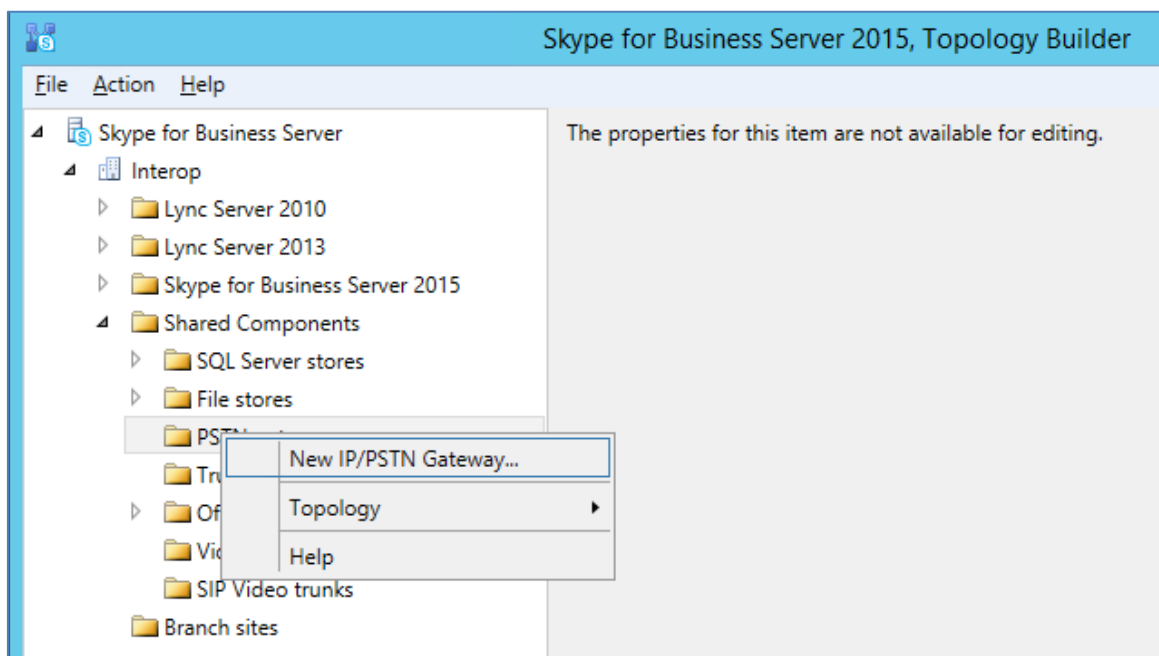 Skype for Business Server 2015, Topology Builder
File Action Help
Skype for Business Server
The properties for this item are not available for editing.
Interop
Lync Server 2010
Lync Server 2013
Skype for Business Server 2015
Shared Components
SQL Server stores
File stores
New IP/PSTN Gateway...
Topology
Help
SIP Video trunks
Branch sites